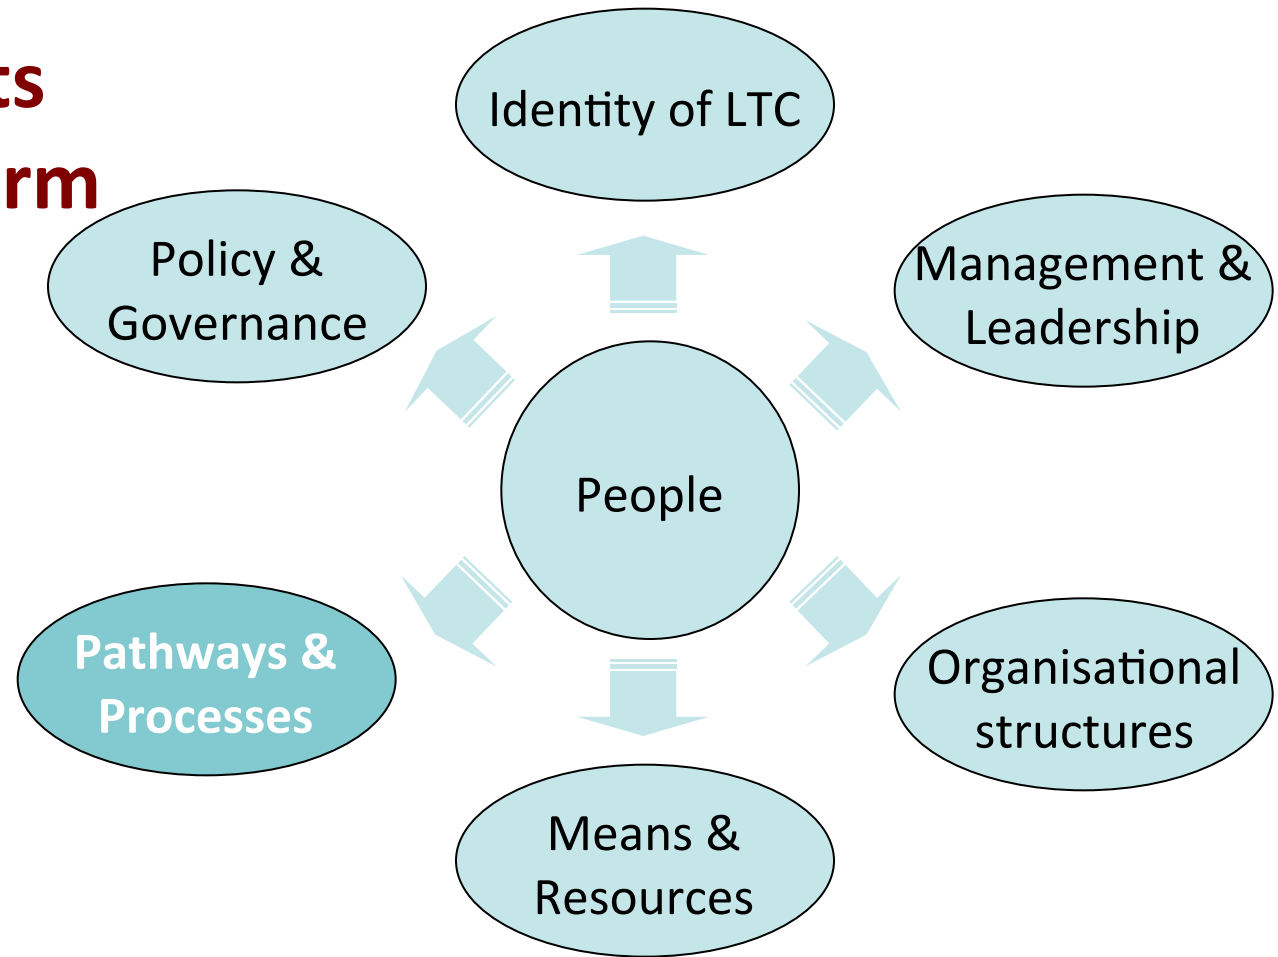 ts
rm
Identity of LTC
Policy &
Governance
Management &
Leadership
People
Pathways &
Processes
Organisational
structures
Means &
Resources